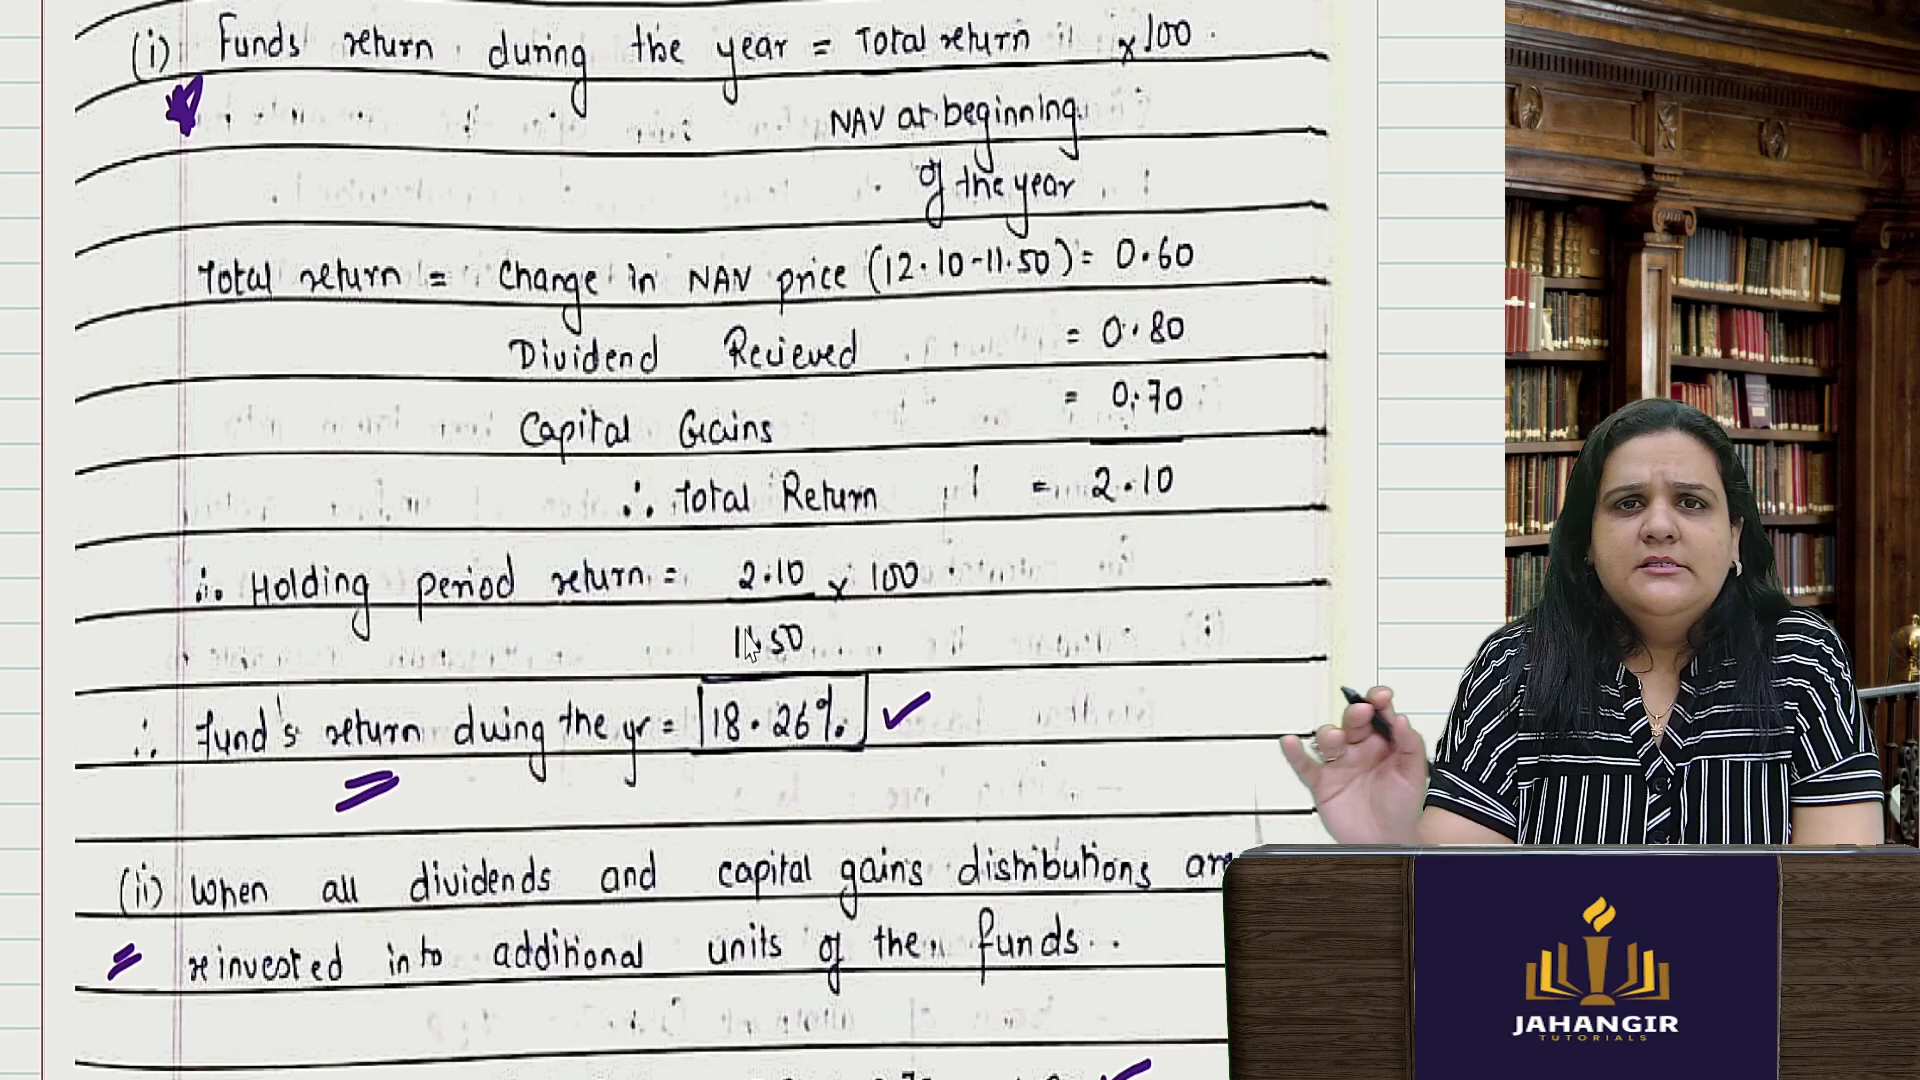 (i) Funds' return during the year = Total return x 100
NAV at beginning
of the year
Total return = Change in NAV price (12.10-11.50) = 0.60
Dividend Recieved = 0.80
Capital Gains = 0.70
∴ Total Return = 2.10
∴ Holding period return = 2.10 x 100
11.50
∴ Fund's return duing the yr = 18.26%
(ii) When all dividends and capital gains distributions are
reinvested into additional units of the funds..
JAHANGIR
TUTORIALS